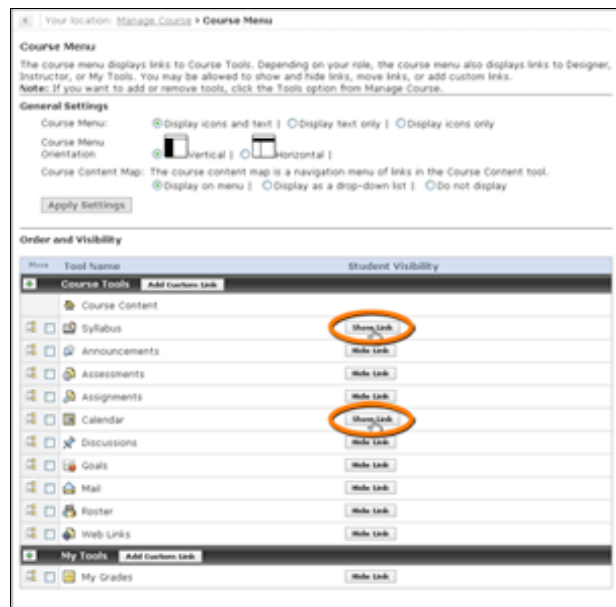 Your location: Manage Course › Course Menu
Course Menu
The course menu displays links to Course Tools. Depending on your role, the course menu also displays links to Designer,
Instructor, or My Tools. You may be allowed to show and hide links, move links, or add custom links.
Note: If you want to add or remove tools, click the Tools option from Manage Course.
General Settings
Course Menu: Display icons and text | Display text only | Display icons only
Course Menu
Orientation Vertical | Horizontal |
Course Content Map: The course content map is a navigation menu of links in the Course Content tool.
Display on menu | Display as a drop-down list | Do not display
Apply Settings
Order and Visibility
Move Tool Name Student Visibility
Course Tools Add Custom Link
Course Content
Syllabus Show Link
Announcements Hide Link
Assessments Hide Link
Assignments Hide Link
Calendar Show Link
Discussions Hide Link
Goals Hide Link
Mail Hide Link
Roster Hide Link
Web Links Hide Link
My Tools Add Custom Link
My Grades Hide Link